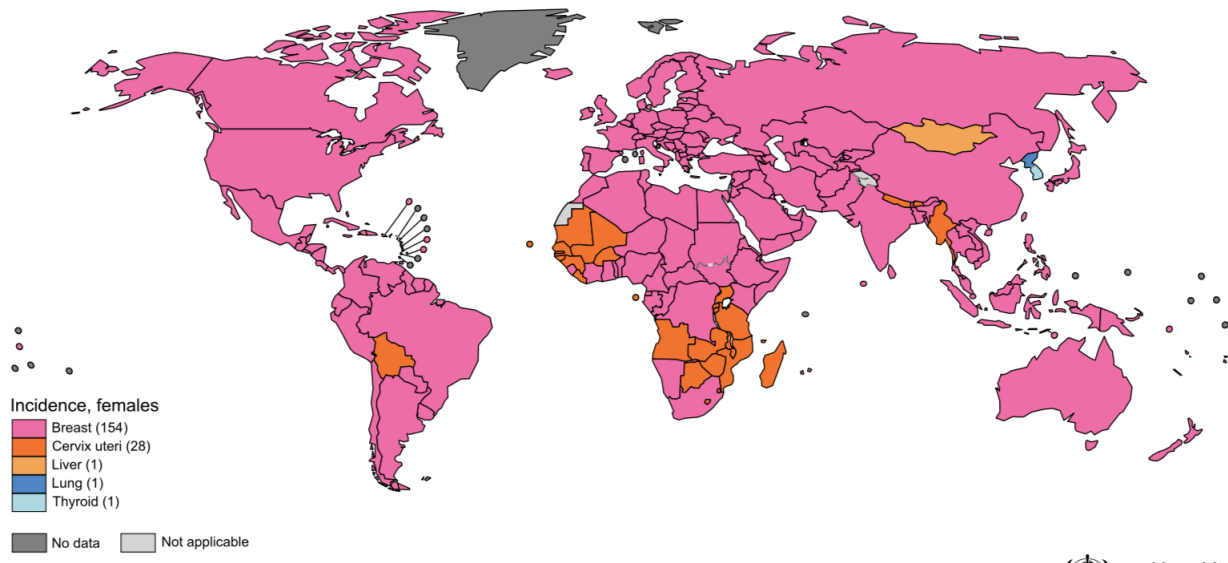 Incidence, females
Breast (154)
Cervix uteri (28)
Liver (1)
Lung (1)
Thyroid (1)
No data
Not applicable